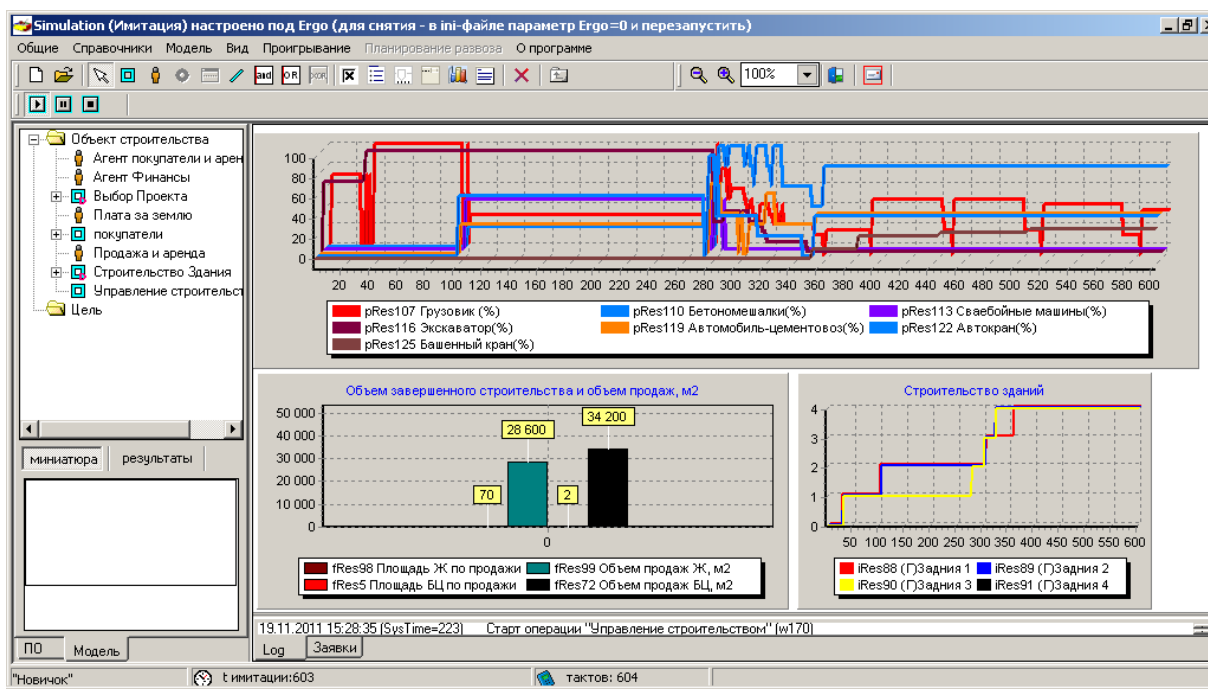 Simulation (Имитация) настроено под Ergo (для снятия - в ini-файле параметр Ergo=0 и перезапустить)
Общие Справочники Модель Вид Проигрывание Планирование развоза О программе
and OR XOR 100%
Объект строительства
Агент покупатели и арен
Агент Финансы
Выбор Проекта
Плата за землю
покупатели
Продажа и аренда
Строительство Здания
Управление строительст
Цель
миниатюра результаты
ПО Модель
100
80
60
40
20
0
20 40 60 80 100 120 140 160 180 200 220 240 260 280 300 320 340 360 380 400 420 440 460 480 500 520 540 560 580 600
pRes107 Грузовик (%) pRes110 Бетономешалки(%) pRes113 Сваебойные машины(%)
pRes116 Экскаватор(%) pRes119 Автомобиль-цементовоз(%) pRes122 Автокран(%)
pRes125 Башенный кран(%)
Объем завершенного строительства и объем продаж, м2
50 000
40 000
30 000
20 000
10 000
0
70
28 600
2
34 200
0
fRes98 Площадь Ж по продажи fRes99 Объем продаж Ж, м2
fRes5 Площадь БЦ по продажи fRes72 Объем продаж БЦ, м2
Строительство зданий
4
3
2
1
0
50 100 150 200 250 300 350 400 450 500 550 600
iRes88 (Г)Задния 1 iRes89 (Г)Задния 2
iRes90 (Г)Задния 3 iRes91 (Г)Задния 4
19.11.2011 15:28:35 (SysTime=223) Старт операции "Управление строительством" (w170)
Log Заявки
"Новичок" t имитации:603 тактов: 604